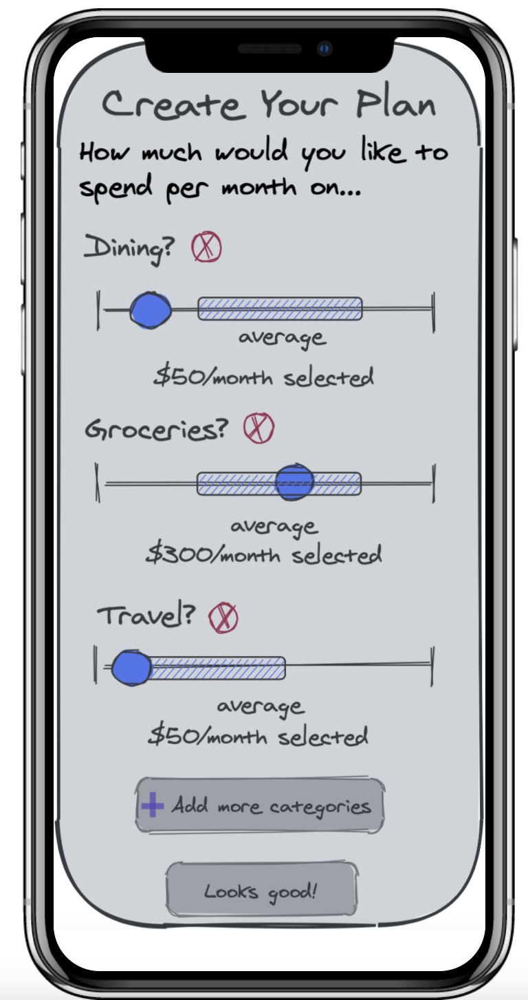 Create Your Plan
How much would you like to
spend per month on...
Dining?
average
$50/month selected
Groceries?
average
$300/month selected
Travel?
average
$50/month selected
+ Add more categories
Looks good!